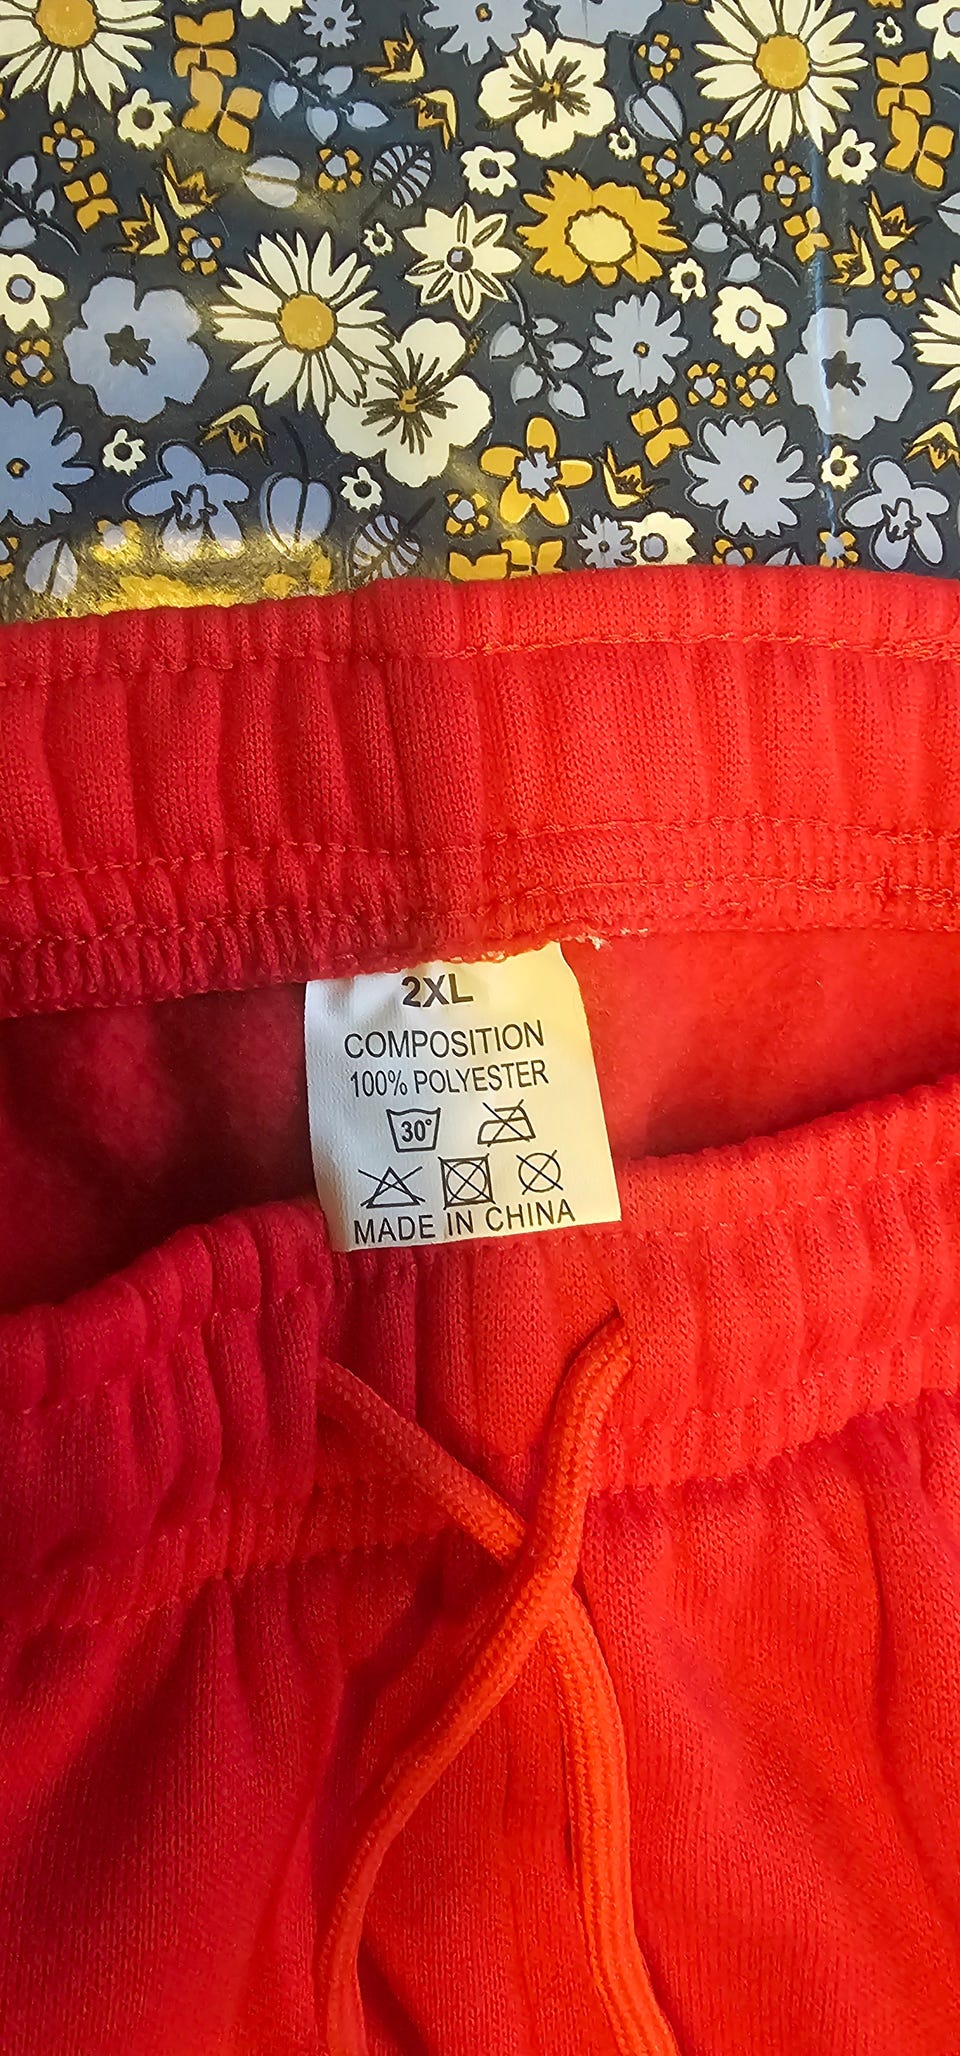 2XL
COMPOSITION
100% POLYESTER
30°
MADE IN CHINA